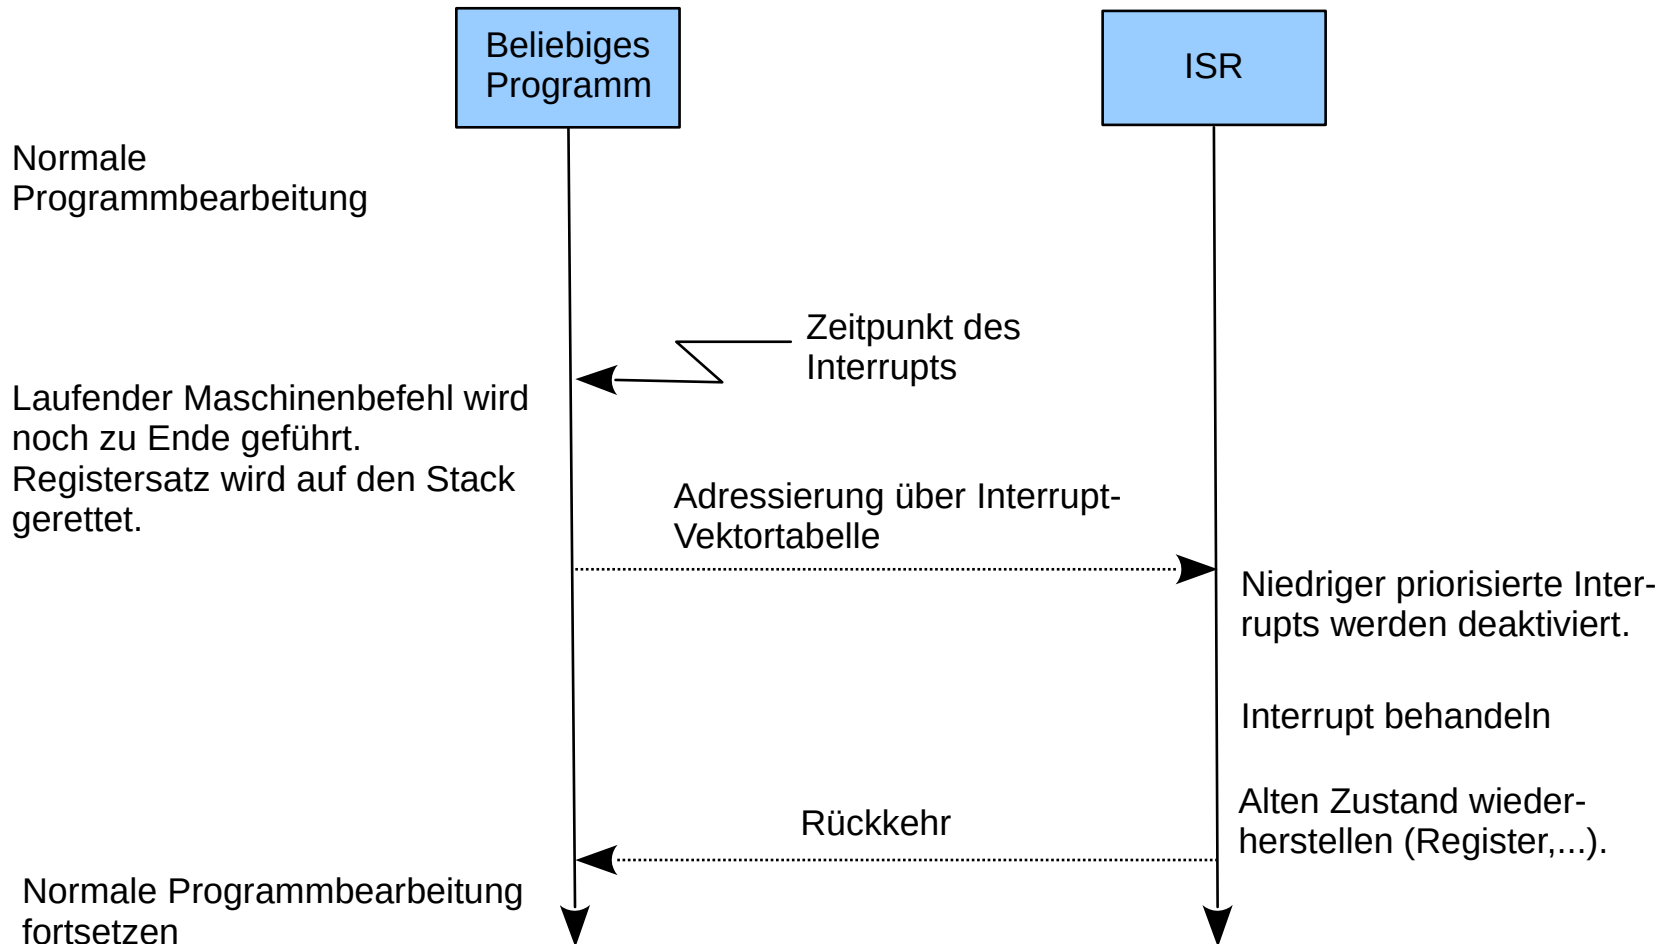 Beliebiges
Programm
ISR
Normale
Programmbearbeitung
Zeitpunkt des
Interrupts
Laufender Maschinenbefehl wird
noch zu Ende geführt.
Registersatz wird auf den Stack
gerettet.
Adressierung über Interrupt-
Vektortabelle
Niedriger priorisierte Inter-
rupts werden deaktiviert.
Interrupt behandeln
Alten Zustand wieder-
herstellen (Register,...).
Rückkehr
Normale Programmbearbeitung
fortsetzen